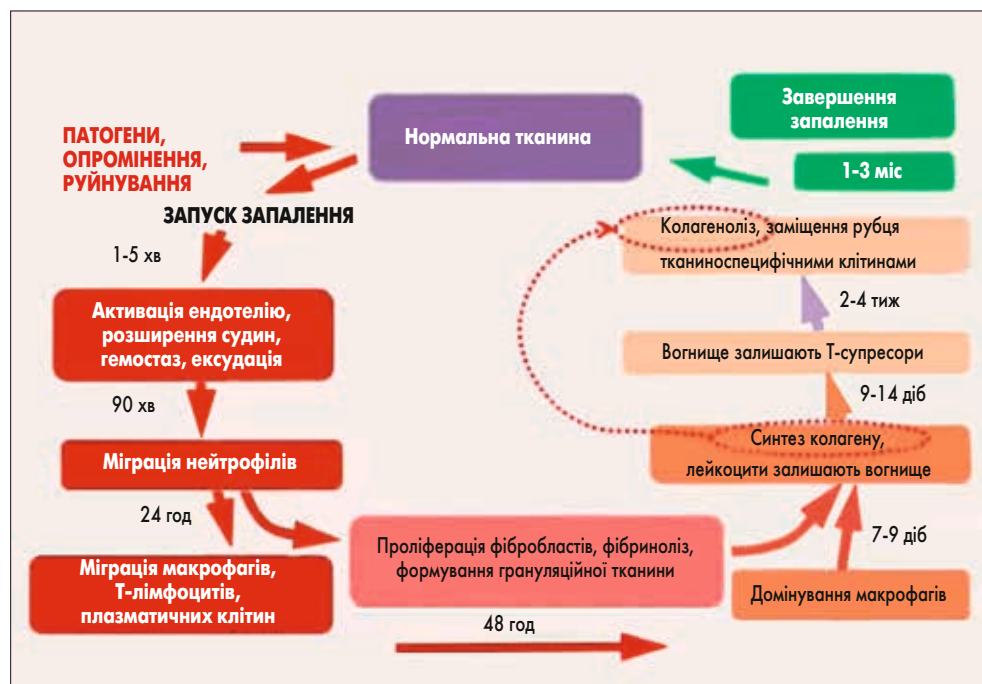 ПАТОГЕНИ,
ОПРОМІНЕННЯ,
РУЙНУВАННЯ
Нормальна тканина
Завершення
запалення
1-3 міс
ЗАПУСК ЗАПАЛЕННЯ
1-5 хв
Активація ендотелію,
розширення судин,
гемостаз, ексудація
90 хв
Міграція нейтрофілів
24 год
Міграція макрофагів,
Т-лімфоцитів,
плазматичних клітин
Проліферація фібробластів, фібриноліз,
формування грануляційної тканини
48 год
Домінування макрофагів
7-9 діб
Синтез колагену,
лейкоцити залишають вогнище
9-14 діб
Вогнище залишають Т-супресори
2-4 тиж
Колагеноліз, заміщення рубця
тканиноспецифічними клітинами